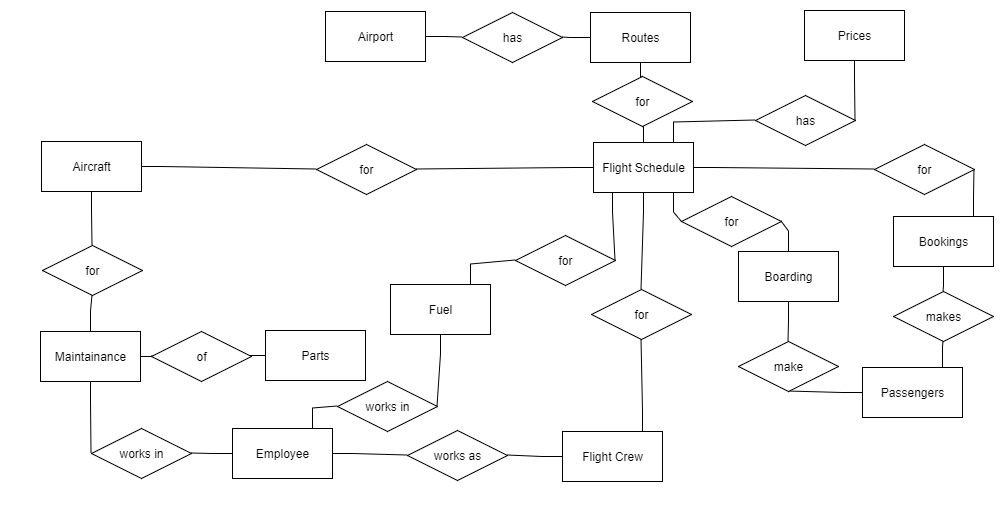 Airport
has
Routes
Prices
for
has
Aircraft
for
Flight Schedule
for
for
Bookings
for
for
Boarding
Fuel
for
makes
Maintainance
of
Parts
make
Passengers
works in
works in
Employee
works as
Flight Crew